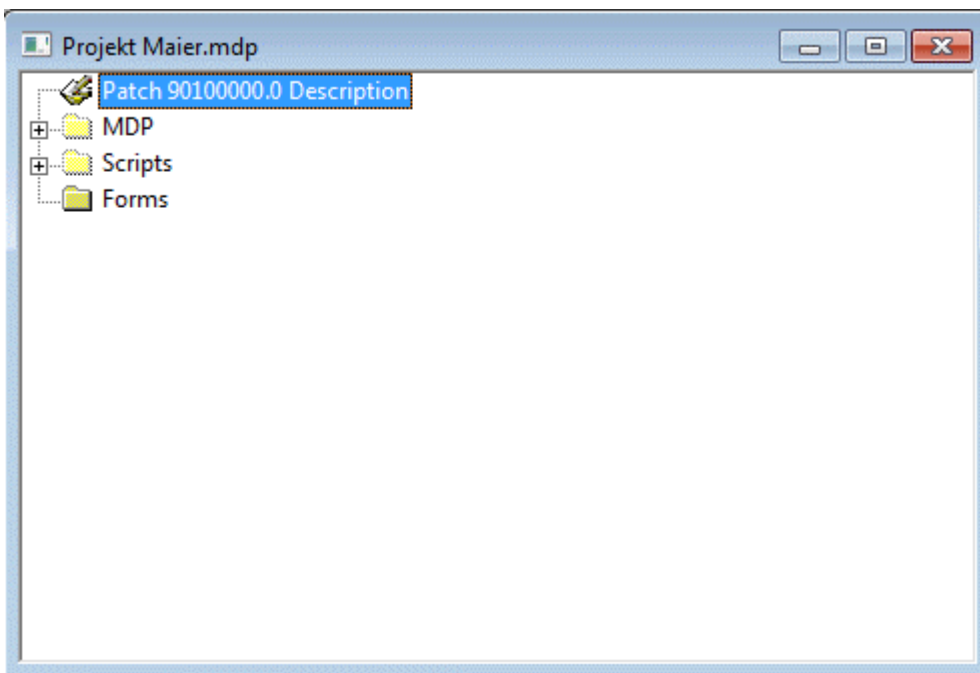 Projekt Maier.mdp
Patch 90100000.0 Description
MDP
Scripts
Forms